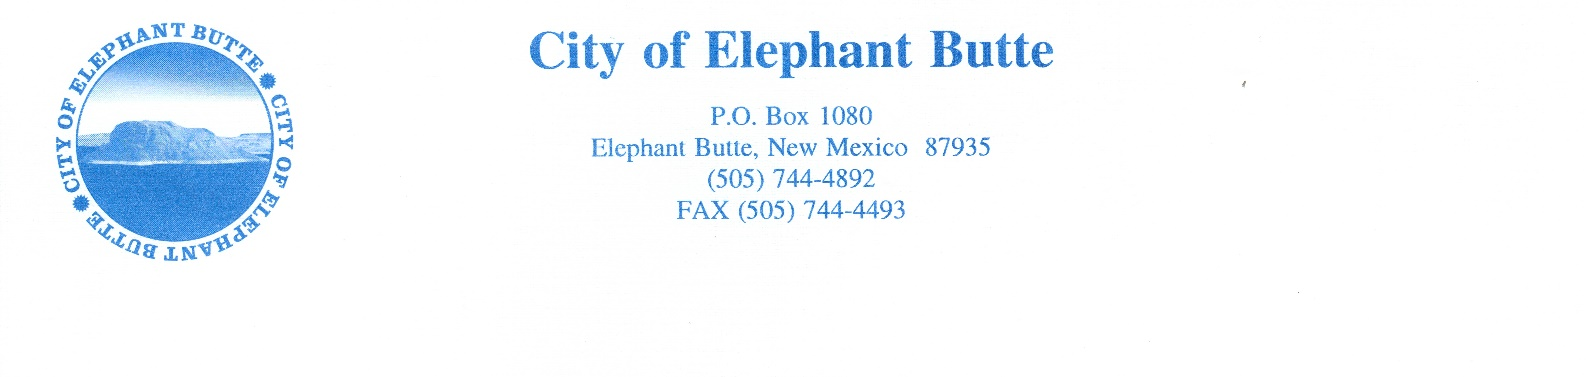 CITY OF ELEPHANT BUTTE
CITY OF ELEPHANT BUTTE
City of Elephant Butte
P.O. Box 1080
Elephant Butte, New Mexico 87935
(505) 744-4892
FAX (505) 744-4493